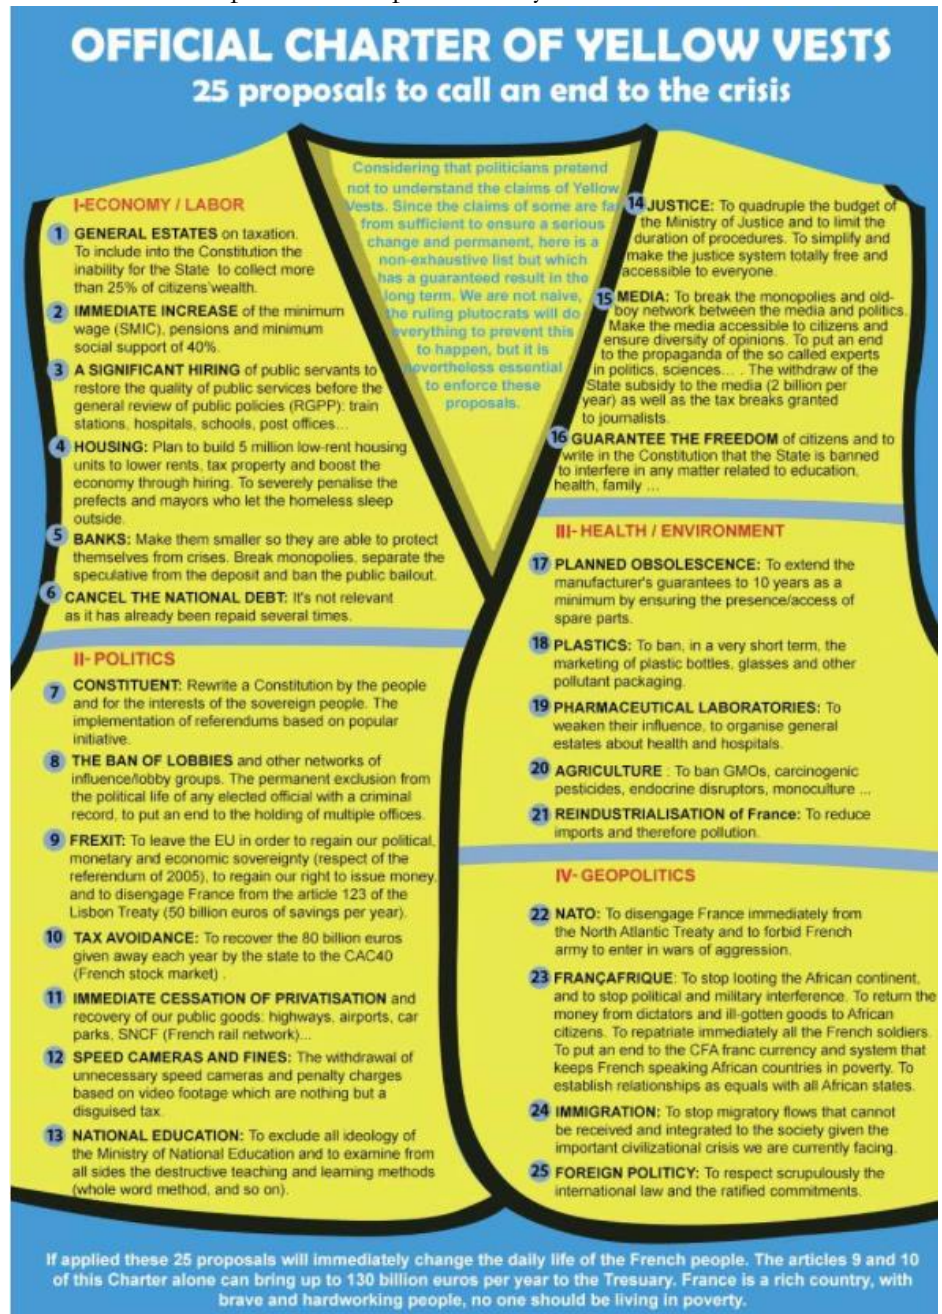 OFFICIAL CHARTER OF YELLOW VESTS
25 proposals to call an end to the crisis
Considering that politicians pretend
not to understand the claims of Yellow
Vests. Since the claims of some are far
from sufficient to ensure a serious
change and permanent, here is a
non-exhaustive list but which
has a guaranteed result in the
long term. We are not naive,
the ruling plutocrats will do
everything to prevent this
to happen, but it is
nevertheless essential
to enforce these
proposals.
I-ECONOMY / LABOR
1 GENERAL ESTATES on taxation.
To include into the Constitution the
inability for the State to collect more
than 25% of citizens'wealth.
2 IMMEDIATE INCREASE of the minimum
wage (SMIC), pensions and minimum
social support of 40%.
3 A SIGNIFICANT HIRING of public servants to
restore the quality of public services before the
general review of public policies (RGPP): train
stations, hospitals, schools, post offices...
4 HOUSING: Plan to build 5 million low-rent housing
units to lower rents, tax property and boost the
economy through hiring. To severely penalise the
prefects and mayors who let the homeless sleep
outside.
5 BANKS: Make them smaller so they are able to protect
themselves from crises. Break monopolies, separate the
speculative from the deposit and ban the public bailout.
6 CANCEL THE NATIONAL DEBT: It's not relevant
as it has already been repaid several times.
II- POLITICS
7 CONSTITUENT: Rewrite a Constitution by the people
and for the interests of the sovereign people. The
implementation of referendums based on popular
initiative.
8 THE BAN OF LOBBIES and other networks of
influence/lobby groups. The permanent exclusion from
the political life of any elected official with a criminal
record, to put an end to the holding of multiple offices.
9 FREXIT: To leave the EU in order to regain our political,
monetary and economic sovereignty (respect of the
referendum of 2005), to regain our right to issue money,
and to disengage France from the article 123 of the
Lisbon Treaty (50 billion euros of savings per year).
10 TAX AVOIDANCE: To recover the 80 billion euros
given away each year by the state to the CAC40
(French stock market) .
11 IMMEDIATE CESSATION OF PRIVATISATION and
recovery of our public goods: highways, airports, car
parks, SNCF (French rail network)...
12 SPEED CAMERAS AND FINES: The withdrawal of
unnecessary speed cameras and penalty charges
based on video footage which are nothing but a
disguised tax.
13 NATIONAL EDUCATION: To exclude all ideology of
the Ministry of National Education and to examine from
all sides the destructive teaching and learning methods
(whole word method, and so on).
14 JUSTICE: To quadruple the budget of
the Ministry of Justice and to limit the
duration of procedures. To simplify and
make the justice system totally free and
accessible to everyone.
15 MEDIA: To break the monopolies and old-
boy network between the media and politics.
Make the media accessible to citizens and
ensure diversity of opinions. To put an end
to the propaganda of the so called experts
in politics, sciences... . The withdraw of the
State subsidy to the media (2 billion per
year) as well as the tax breaks granted
to journalists.
16 GUARANTEE THE FREEDOM of citizens and to
write in the Constitution that the State is banned
to interfere in any matter related to education,
health, family ...
III- HEALTH / ENVIRONMENT
17 PLANNED OBSOLESCENCE: To extend the
manufacturer's guarantees to 10 years as a
minimum by ensuring the presence/access of
spare parts.
18 PLASTICS: To ban, in a very short term, the
marketing of plastic bottles, glasses and other
pollutant packaging.
19 PHARMACEUTICAL LABORATORIES: To
weaken their influence, to organise general
estates about health and hospitals.
20 AGRICULTURE : To ban GMOs, carcinogenic
pesticides, endocrine disruptors, monoculture ...
21 REINDUSTRIALISATION of France: To reduce
imports and therefore pollution.
IV- GEOPOLITICS
22 NATO: To disengage France immediately from
the North Atlantic Treaty and to forbid French
army to enter in wars of aggression.
23 FRANÇAFRIQUE: To stop looting the African continent,
and to stop political and military interference. To return the
money from dictators and ill-gotten goods to African
citizens. To repatriate immediately all the French soldiers.
To put an end to the CFA franc currency and system that
keeps French speaking African countries in poverty. To
establish relationships as equals with all African states.
24 IMMIGRATION: To stop migratory flows that cannot
be received and integrated to the society given the
important civilizational crisis we are currently facing.
25 FOREIGN POLITICY: To respect scrupulously the
international law and the ratified commitments.
If applied these 25 proposals will immediately change the daily life of the French people. The articles 9 and 10
of this Charter alone can bring up to 130 billion euros per year to the Tresuary. France is a rich country, with
brave and hardworking people, no one should be living in poverty.